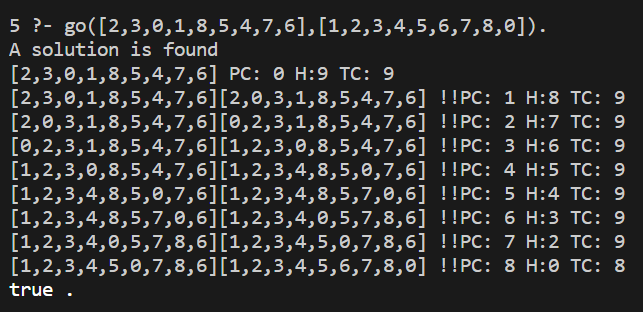 5 ?- go([2,3,0,1,8,5,4,7,6],[1,2,3,4,5,6,7,8,0]).
A solution is found
[2,3,0,1,8,5,4,7,6] PC: 0 H:9 TC: 9
[2,3,0,1,8,5,4,7,6][2,0,3,1,8,5,4,7,6] !!PC: 1 H:8 TC: 9
[2,0,3,1,8,5,4,7,6][0,2,3,1,8,5,4,7,6] !!PC: 2 H:7 TC: 9
[0,2,3,1,8,5,4,7,6][1,2,3,0,8,5,4,7,6] !!PC: 3 H:6 TC: 9
[1,2,3,0,8,5,4,7,6][1,2,3,4,8,5,0,7,6] !!PC: 4 H:5 TC: 9
[1,2,3,4,8,5,0,7,6][1,2,3,4,8,5,7,0,6] !!PC: 5 H:4 TC: 9
[1,2,3,4,8,5,7,0,6][1,2,3,4,0,5,7,8,6] !!PC: 6 H:3 TC: 9
[1,2,3,4,0,5,7,8,6][1,2,3,4,5,0,7,8,6] !!PC: 7 H:2 TC: 9
[1,2,3,4,5,0,7,8,6][1,2,3,4,5,6,7,8,0] !!PC: 8 H:0 TC: 8
true .